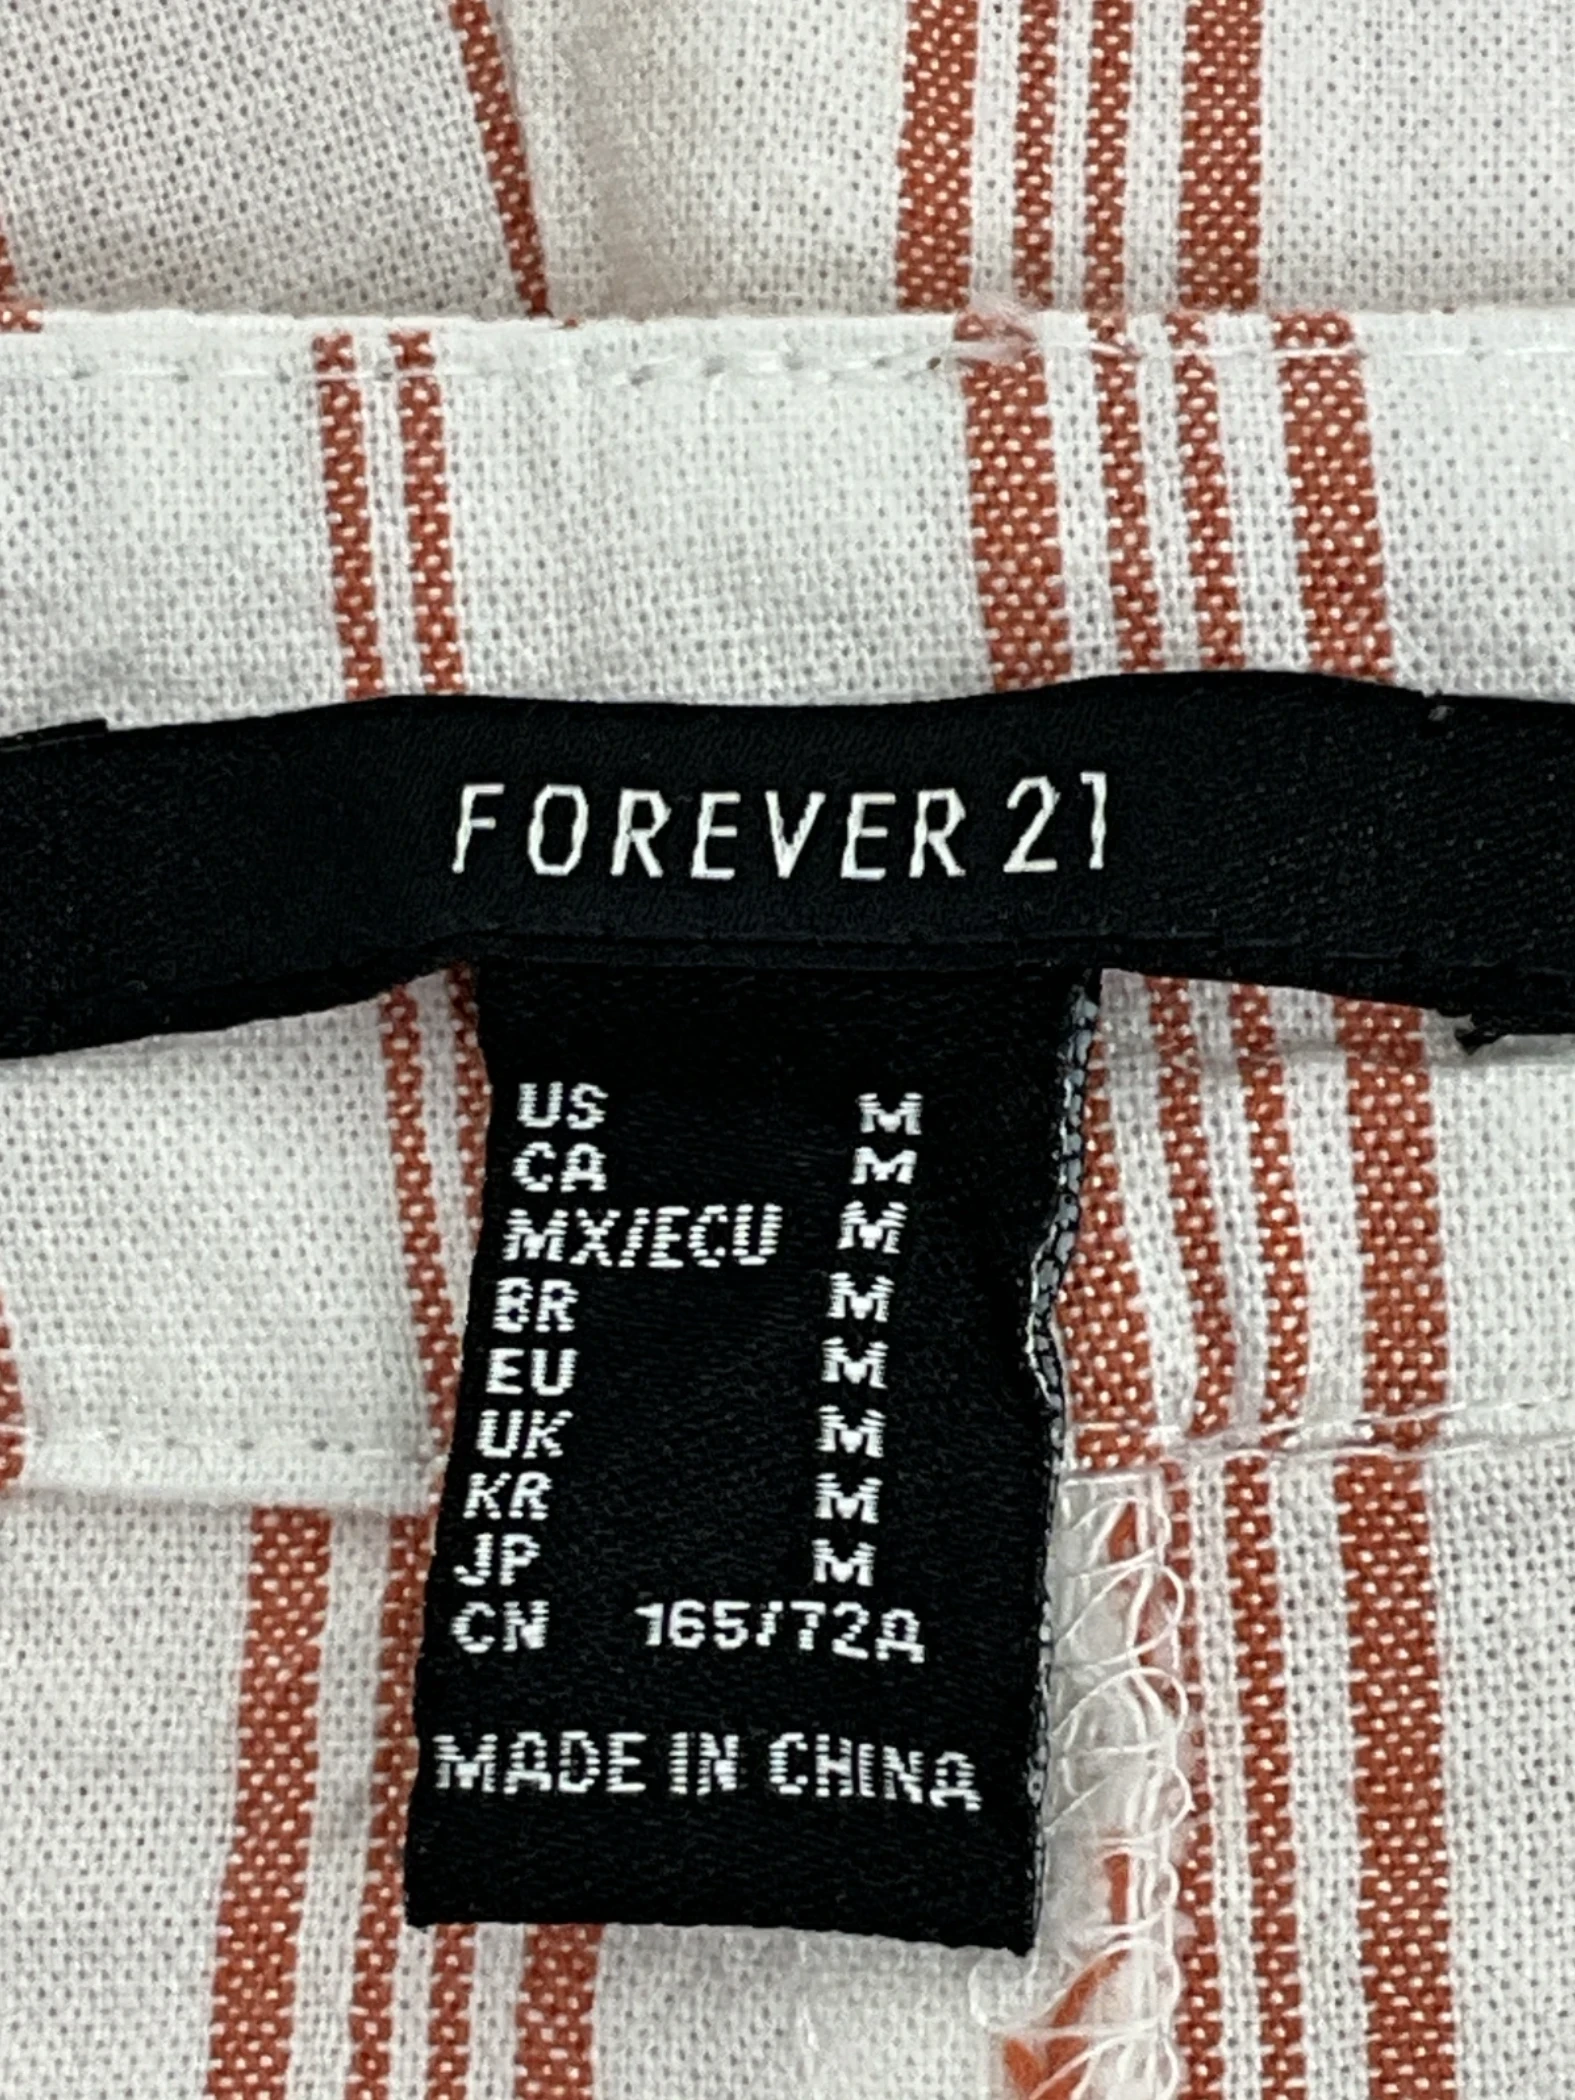 FOREVER 21
US M
CA M
MX/ECU M
BR M
EU M
UK M
KR M
JP M
CN 165/72A
MADE IN CHINA